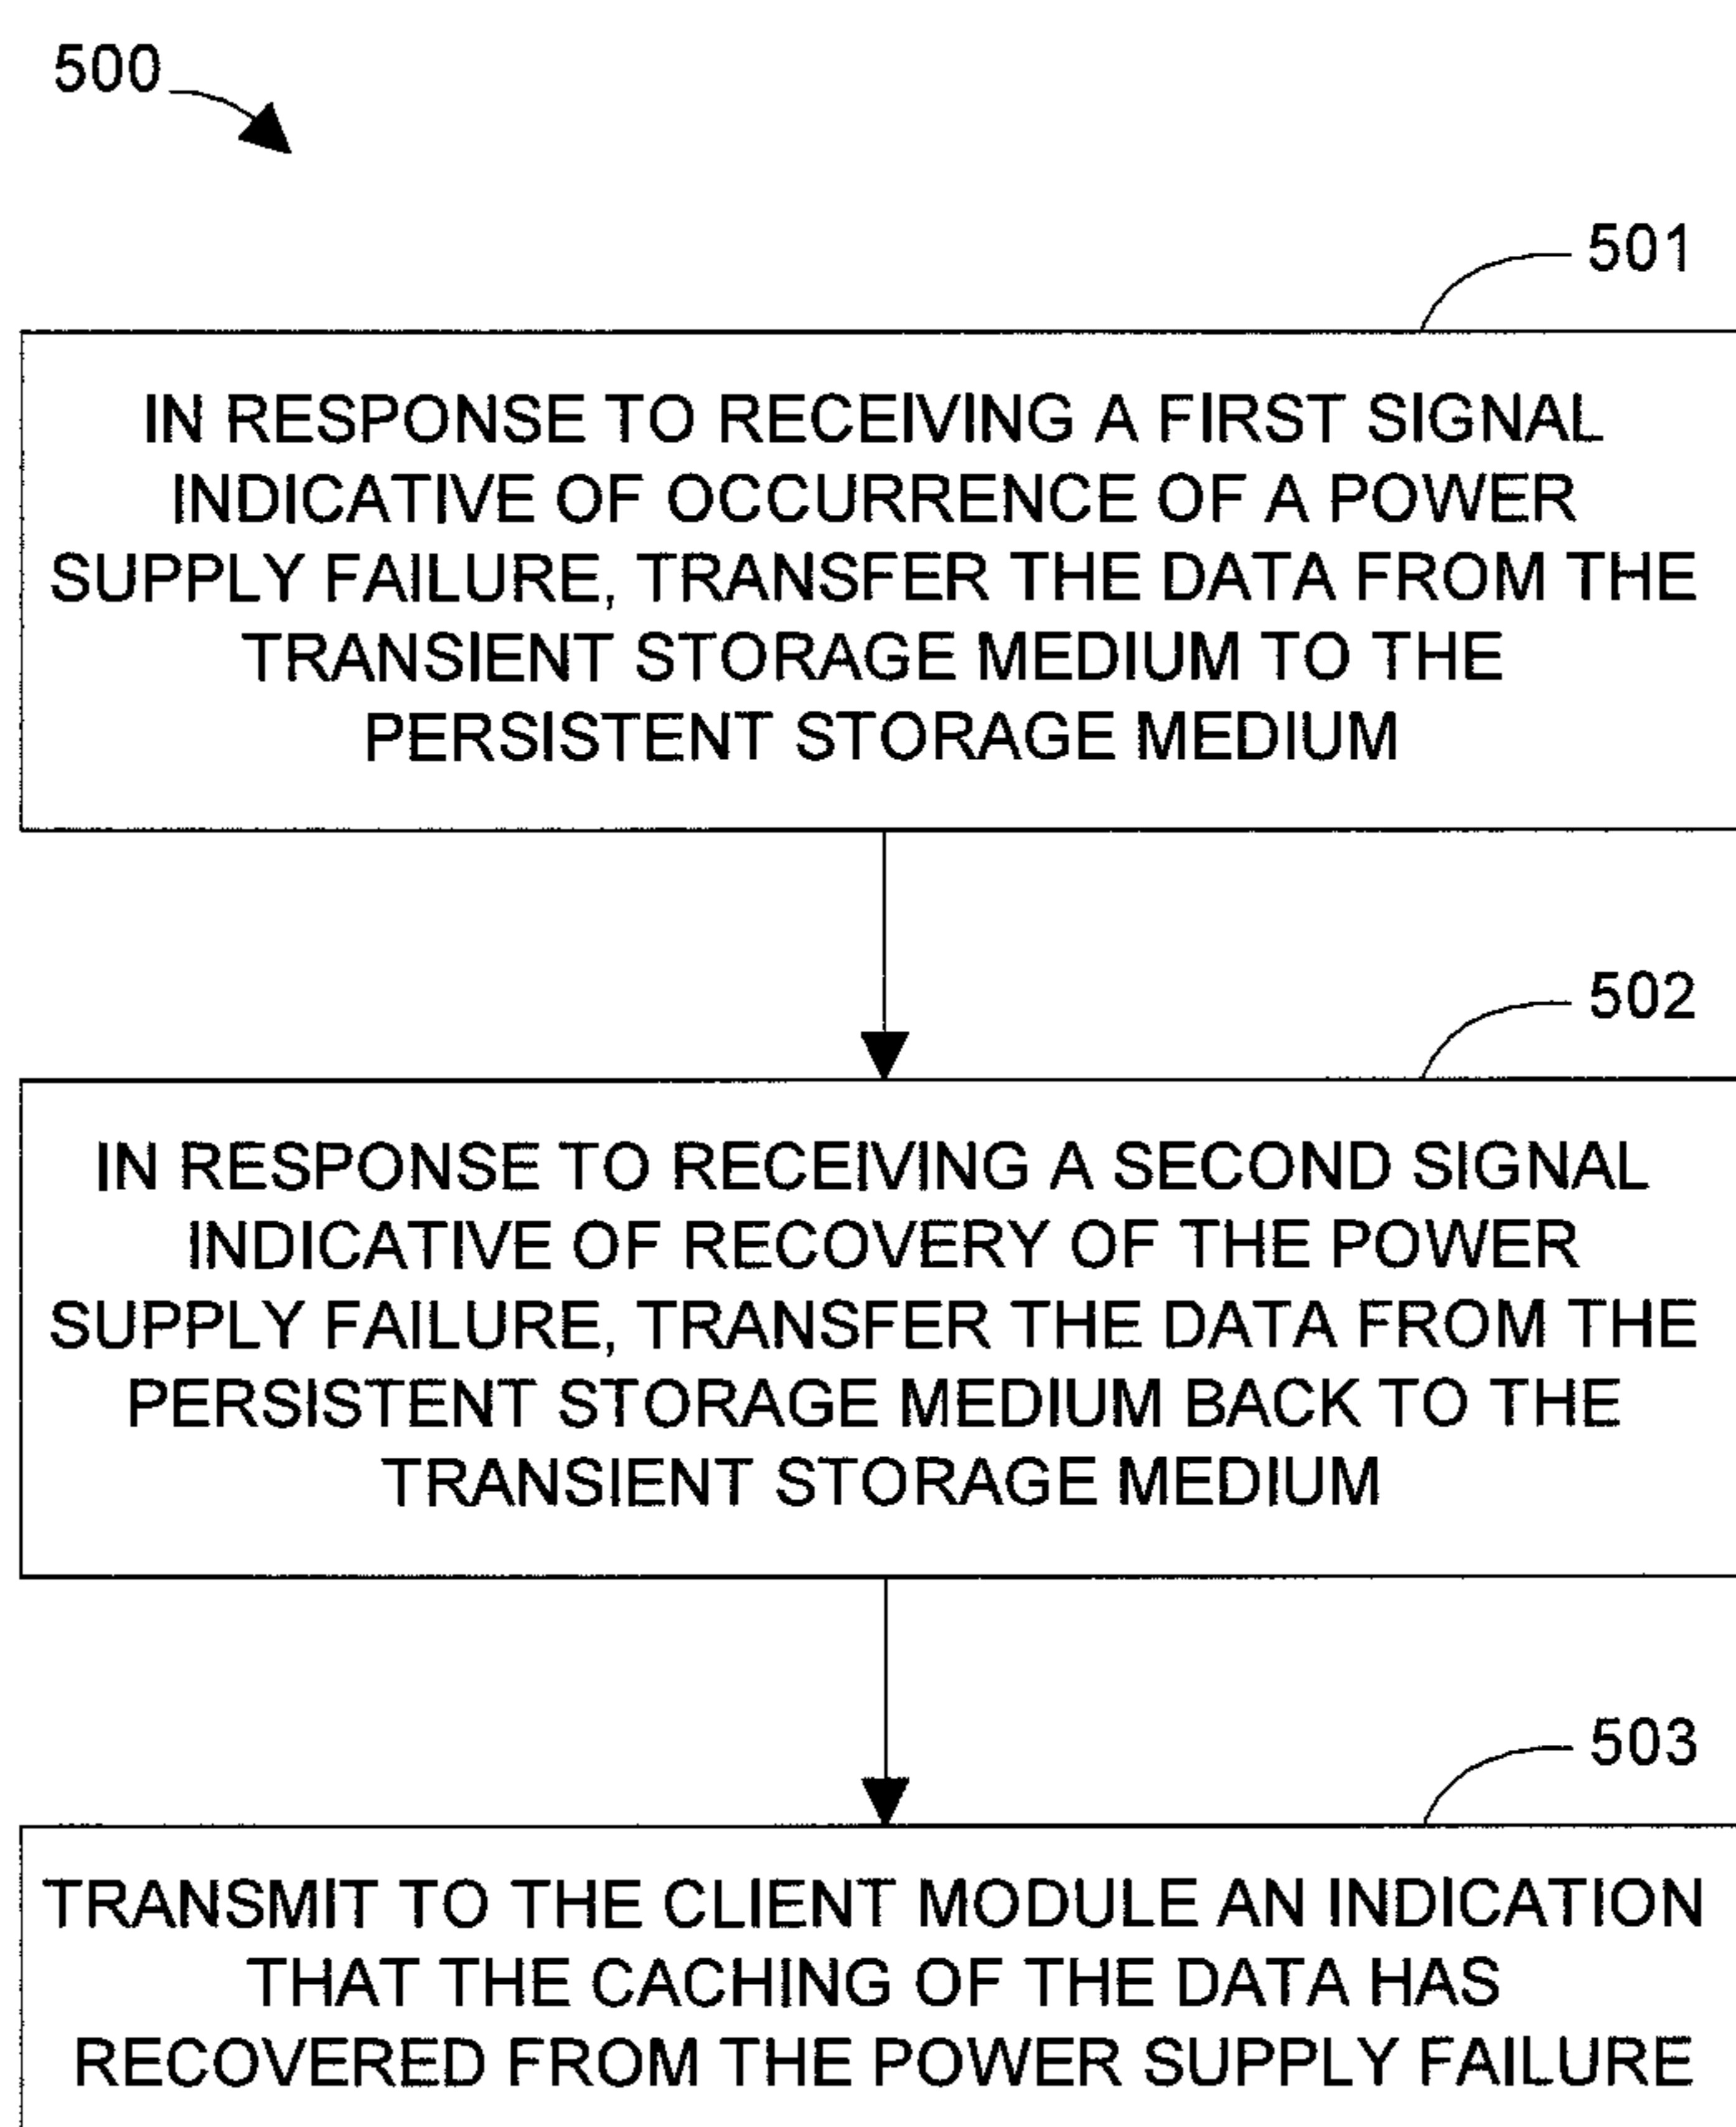 500
501
IN RESPONSE TO RECEIVING A FIRST SIGNAL
INDICATIVE OF OCCURRENCE OF A POWER
SUPPLY FAILURE, TRANSFER THE DATA FROM THE
TRANSIENT STORAGE MEDIUM TO THE
PERSISTENT STORAGE MEDIUM
502
IN RESPONSE TO RECEIVING A SECOND SIGNAL
INDICATIVE OF RECOVERY OF THE POWER
SUPPLY FAILURE, TRANSFER THE DATA FROM THE
PERSISTENT STORAGE MEDIUM BACK TO THE
TRANSIENT STORAGE MEDIUM
503
TRANSMIT TO THE CLIENT MODULE AN INDICATION
THAT THE CACHING OF THE DATA HAS
RECOVERED FROM THE POWER SUPPLY FAILURE